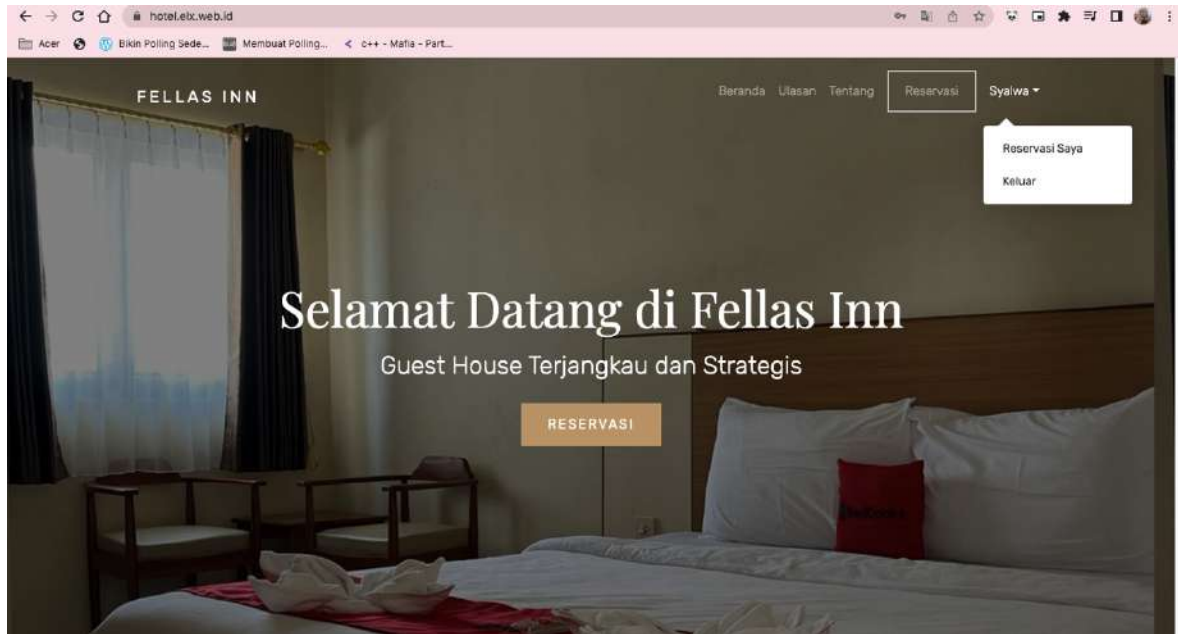 hotel.elx.web.id
Acer
Bikin Polling Sede...
Membuat Polling...
c++ - Mafia - Part...
FELLAS INN
Beranda Ulasan Tentang Reservasi Syalwa
Reservasi Saya
Keluar
Selamat Datang di Fellas Inn
Guest House Terjangkau dan Strategis
RESERVASI